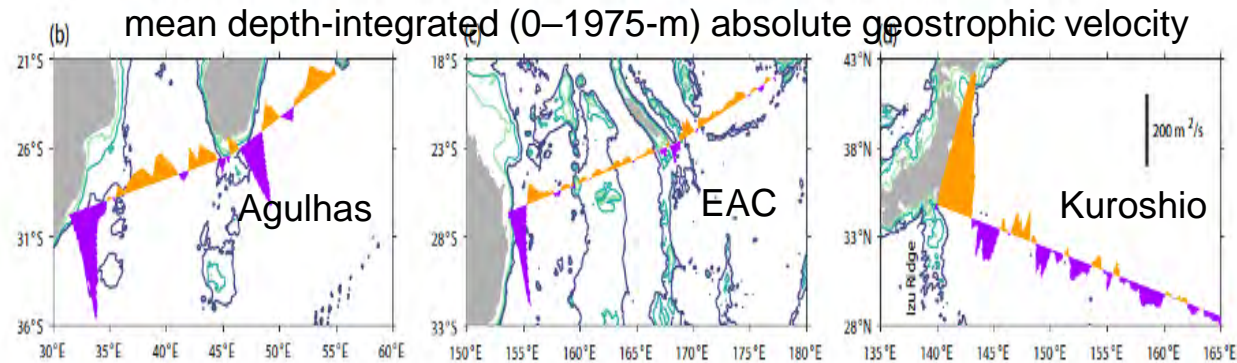 mean depth-integrated (0–1975-m) absolute geostrophic velocity
(b)
(c)
(d)
21°S
26°S
31°S
36°S
30°E 35°E 40°E 45°E 50°E 55°E 60°E
Agulhas
18°S
23°S
28°S
33°S
150°E 155°E 160°E 165°E 170°E 175°E 180°E
EAC
43°N
38°N
33°N
28°N
135°E 140°E 145°E 150°E 155°E 160°E 165°E
200 m²/s
Kuroshio
Izu Ridge